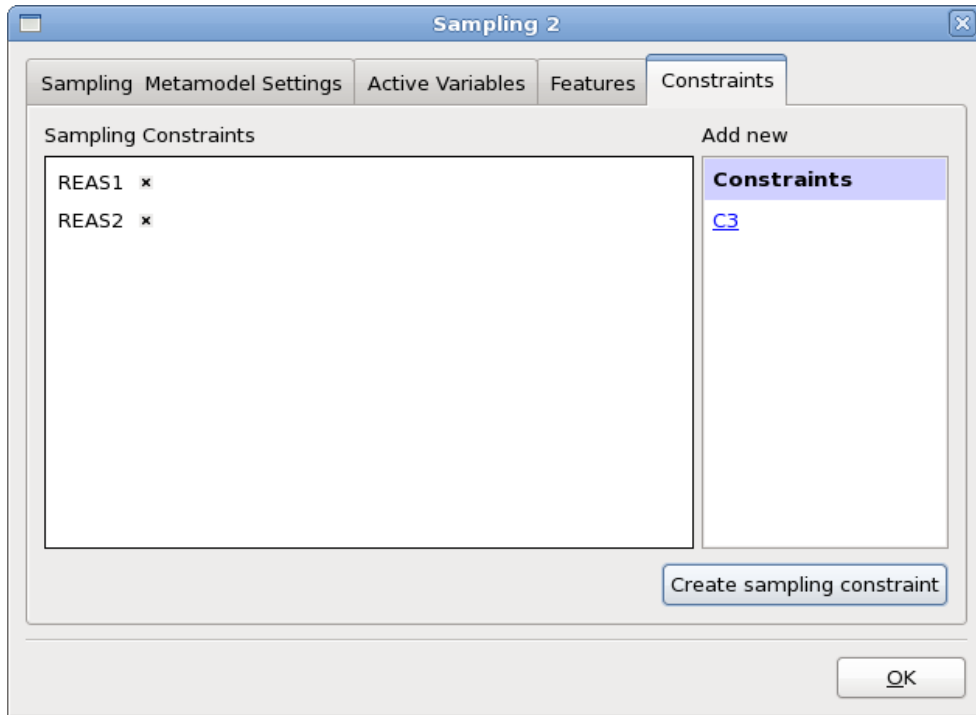 Sampling 2
Sampling Metamodel Settings Active Variables Features Constraints
Sampling Constraints Add new
REAS1
REAS2
Constraints
C3
Create sampling constraint
OK